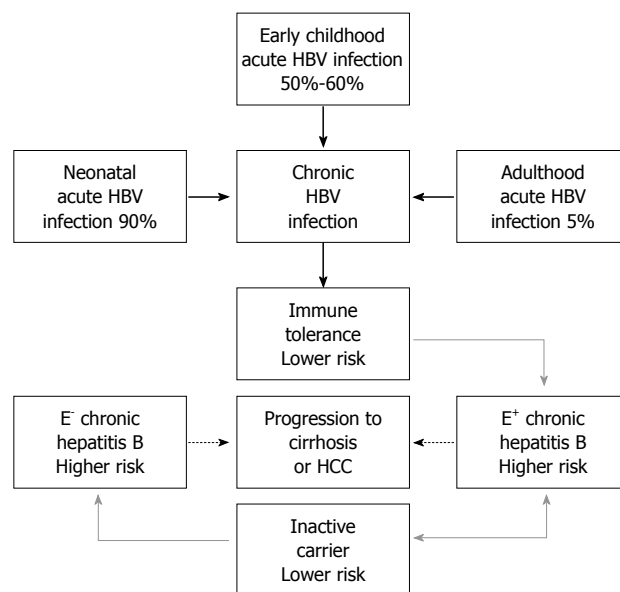 Early childhood
acute HBV infection
50%-60%
Neonatal
acute HBV
infection 90%
Chronic
HBV
infection
Adulthood
acute HBV
infection 5%
Immune
tolerance
Lower risk
E⁻ chronic
hepatitis B
Higher risk
Progression to
cirrhosis
or HCC
E⁺ chronic
hepatitis B
Higher risk
Inactive
carrier
Lower risk